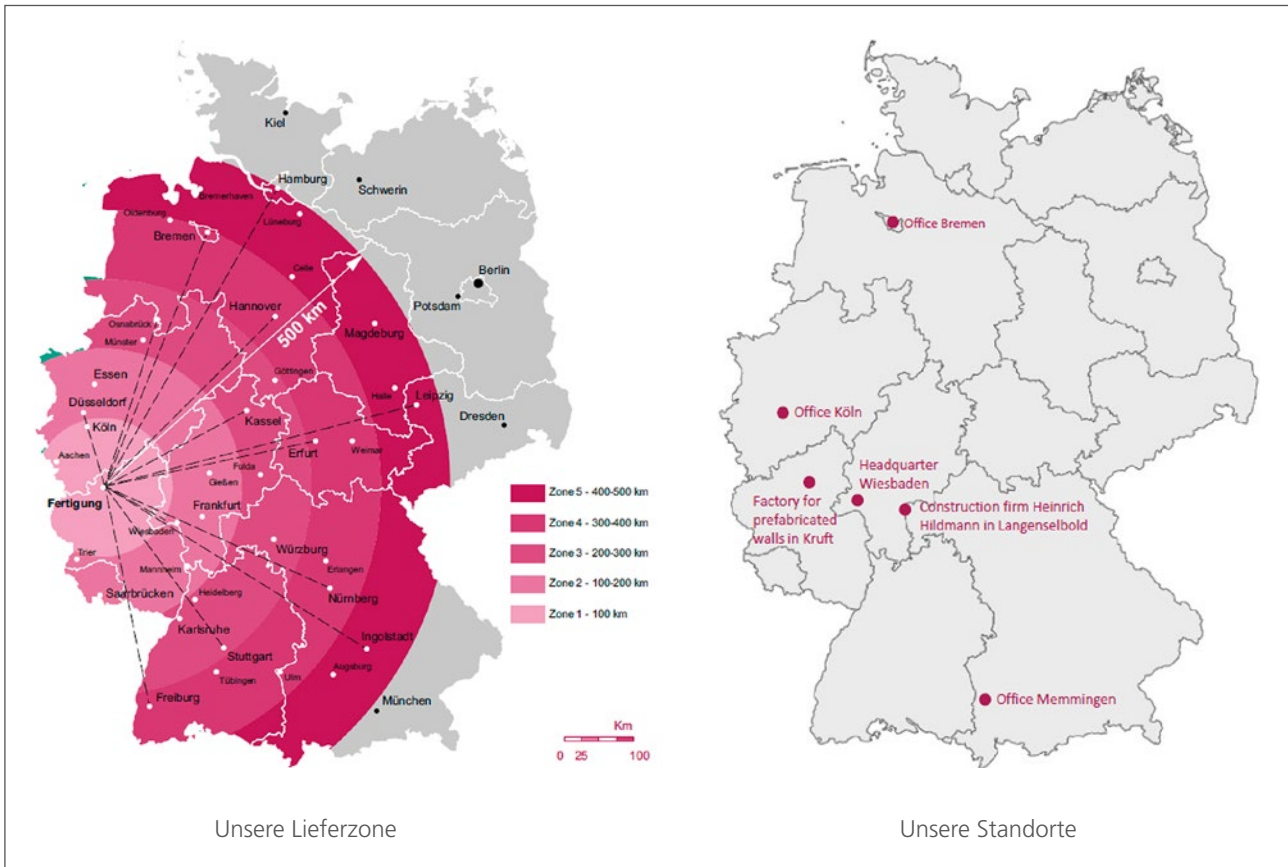 Kiel
Hamburg
Schwerin
Bremerhaven
Lüneburg
Oldenburg
Bremen
Celle
Berlin
Potsdam
Hannover
500 km
Osnabrück
Magdeburg
Münster
Essen
Göttingen
Halle
Leipzig
Düsseldorf
Kassel
Dresden
Köln
Erfurt
Weimar
Aachen
Fulda
Gießen
Fertigung
Frankfurt
Wiesbaden
Würzburg
Trier
Mannheim
Erlangen
Saarbrücken
Heidelberg
Nürnberg
Karlsruhe
Ingolstadt
Stuttgart
Augsburg
Tübingen
Ulm
Freiburg
München
Zone 5 - 400-500 km
Zone 4 - 300-400 km
Zone 3 - 200-300 km
Zone 2 - 100-200 km
Zone 1 - 100 km
Km
0 25 100
Unsere Lieferzone
Office Bremen
Office Köln
Headquarter
Wiesbaden
Factory for
prefabricated
walls in Kruft
Construction firm Heinrich
Hildmann in Langenselbold
Office Memmingen
Unsere Standorte